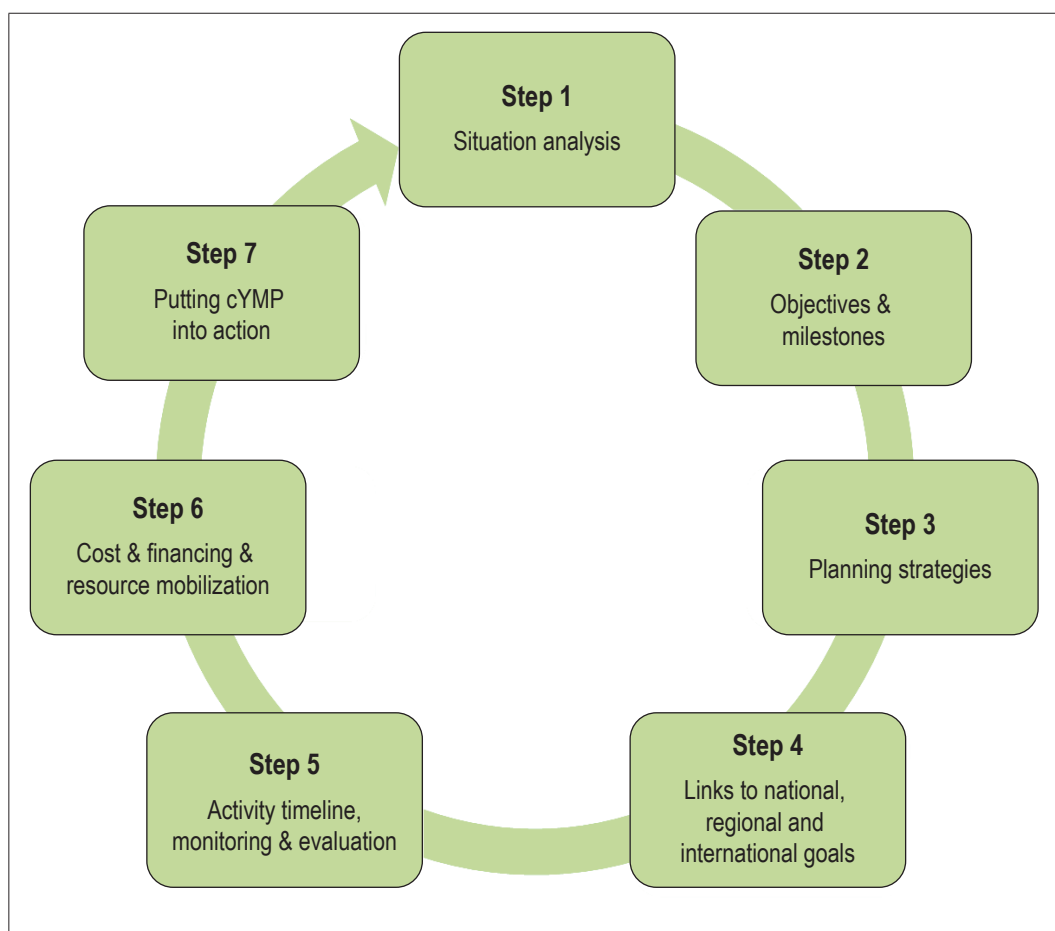 Step 1
Situation analysis
Step 2
Objectives &
milestones
Step 3
Planning strategies
Step 4
Links to national,
regional and
international goals
Step 5
Activity timeline,
monitoring & evaluation
Step 6
Cost & financing &
resource mobilization
Step 7
Putting cYMP
into action